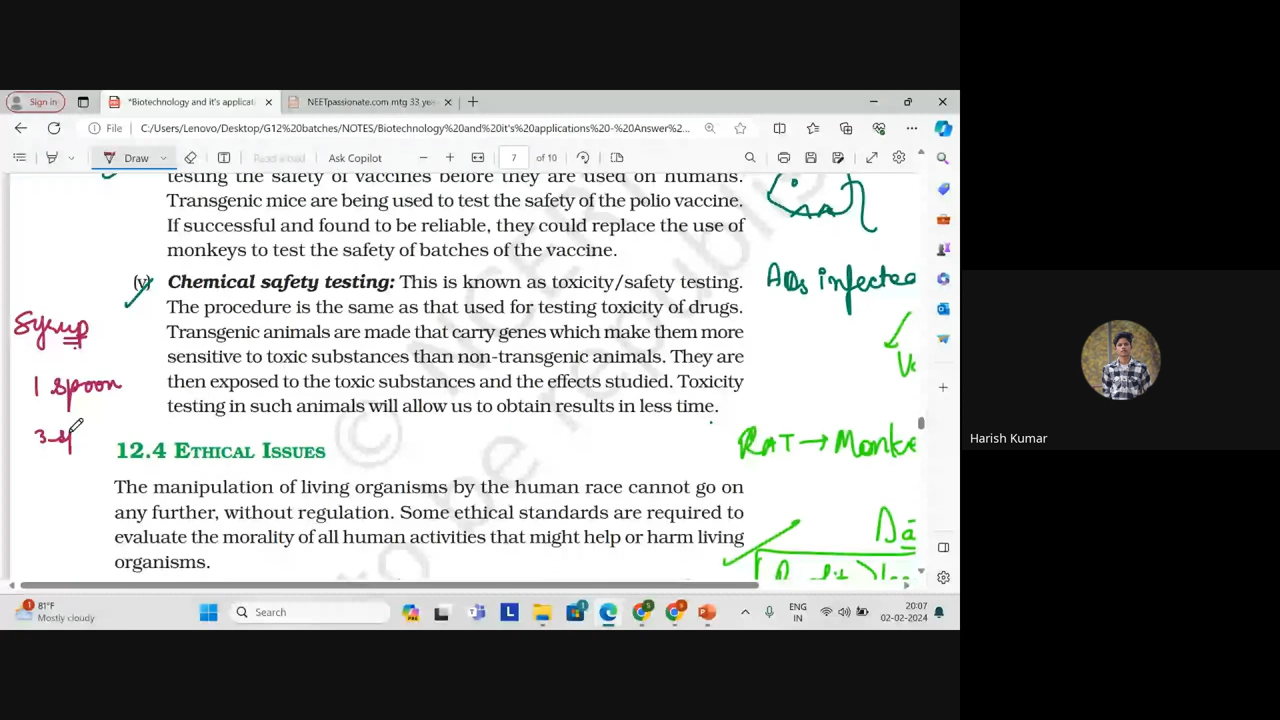 Sign in
*Biotechnology and it's applicati
NEETpassionate.com mtg 33 ye
File
C:/Users/Lenovo/Desktop/G12%20batches/NOTES/Biotechnology%20and%20it's%20applications%20-%20Answer%2...
Draw
Read aloud
Ask Copilot
7 of 10
testing the safety of vaccines before they are used on humans.
Transgenic mice are being used to test the safety of the polio vaccine.
If successful and found to be reliable, they could replace the use of
monkeys to test the safety of batches of the vaccine.
(v) Chemical safety testing: This is known as toxicity/safety testing.
The procedure is the same as that used for testing toxicity of drugs.
Transgenic animals are made that carry genes which make them more
sensitive to toxic substances than non-transgenic animals. They are
then exposed to the toxic substances and the effects studied. Toxicity
testing in such animals will allow us to obtain results in less time.
Syrup
1 spoon
3-sp
infected
RAT → Monke
12.4 ETHICAL ISSUES
The manipulation of living organisms by the human race cannot go on
any further, without regulation. Some ethical standards are required to
evaluate the morality of all human activities that might help or harm living
organisms.
© NCERT
be republis
Harish Kumar
1
81°F
Mostly cloudy
Search
ENG
IN
20:07
02-02-2024